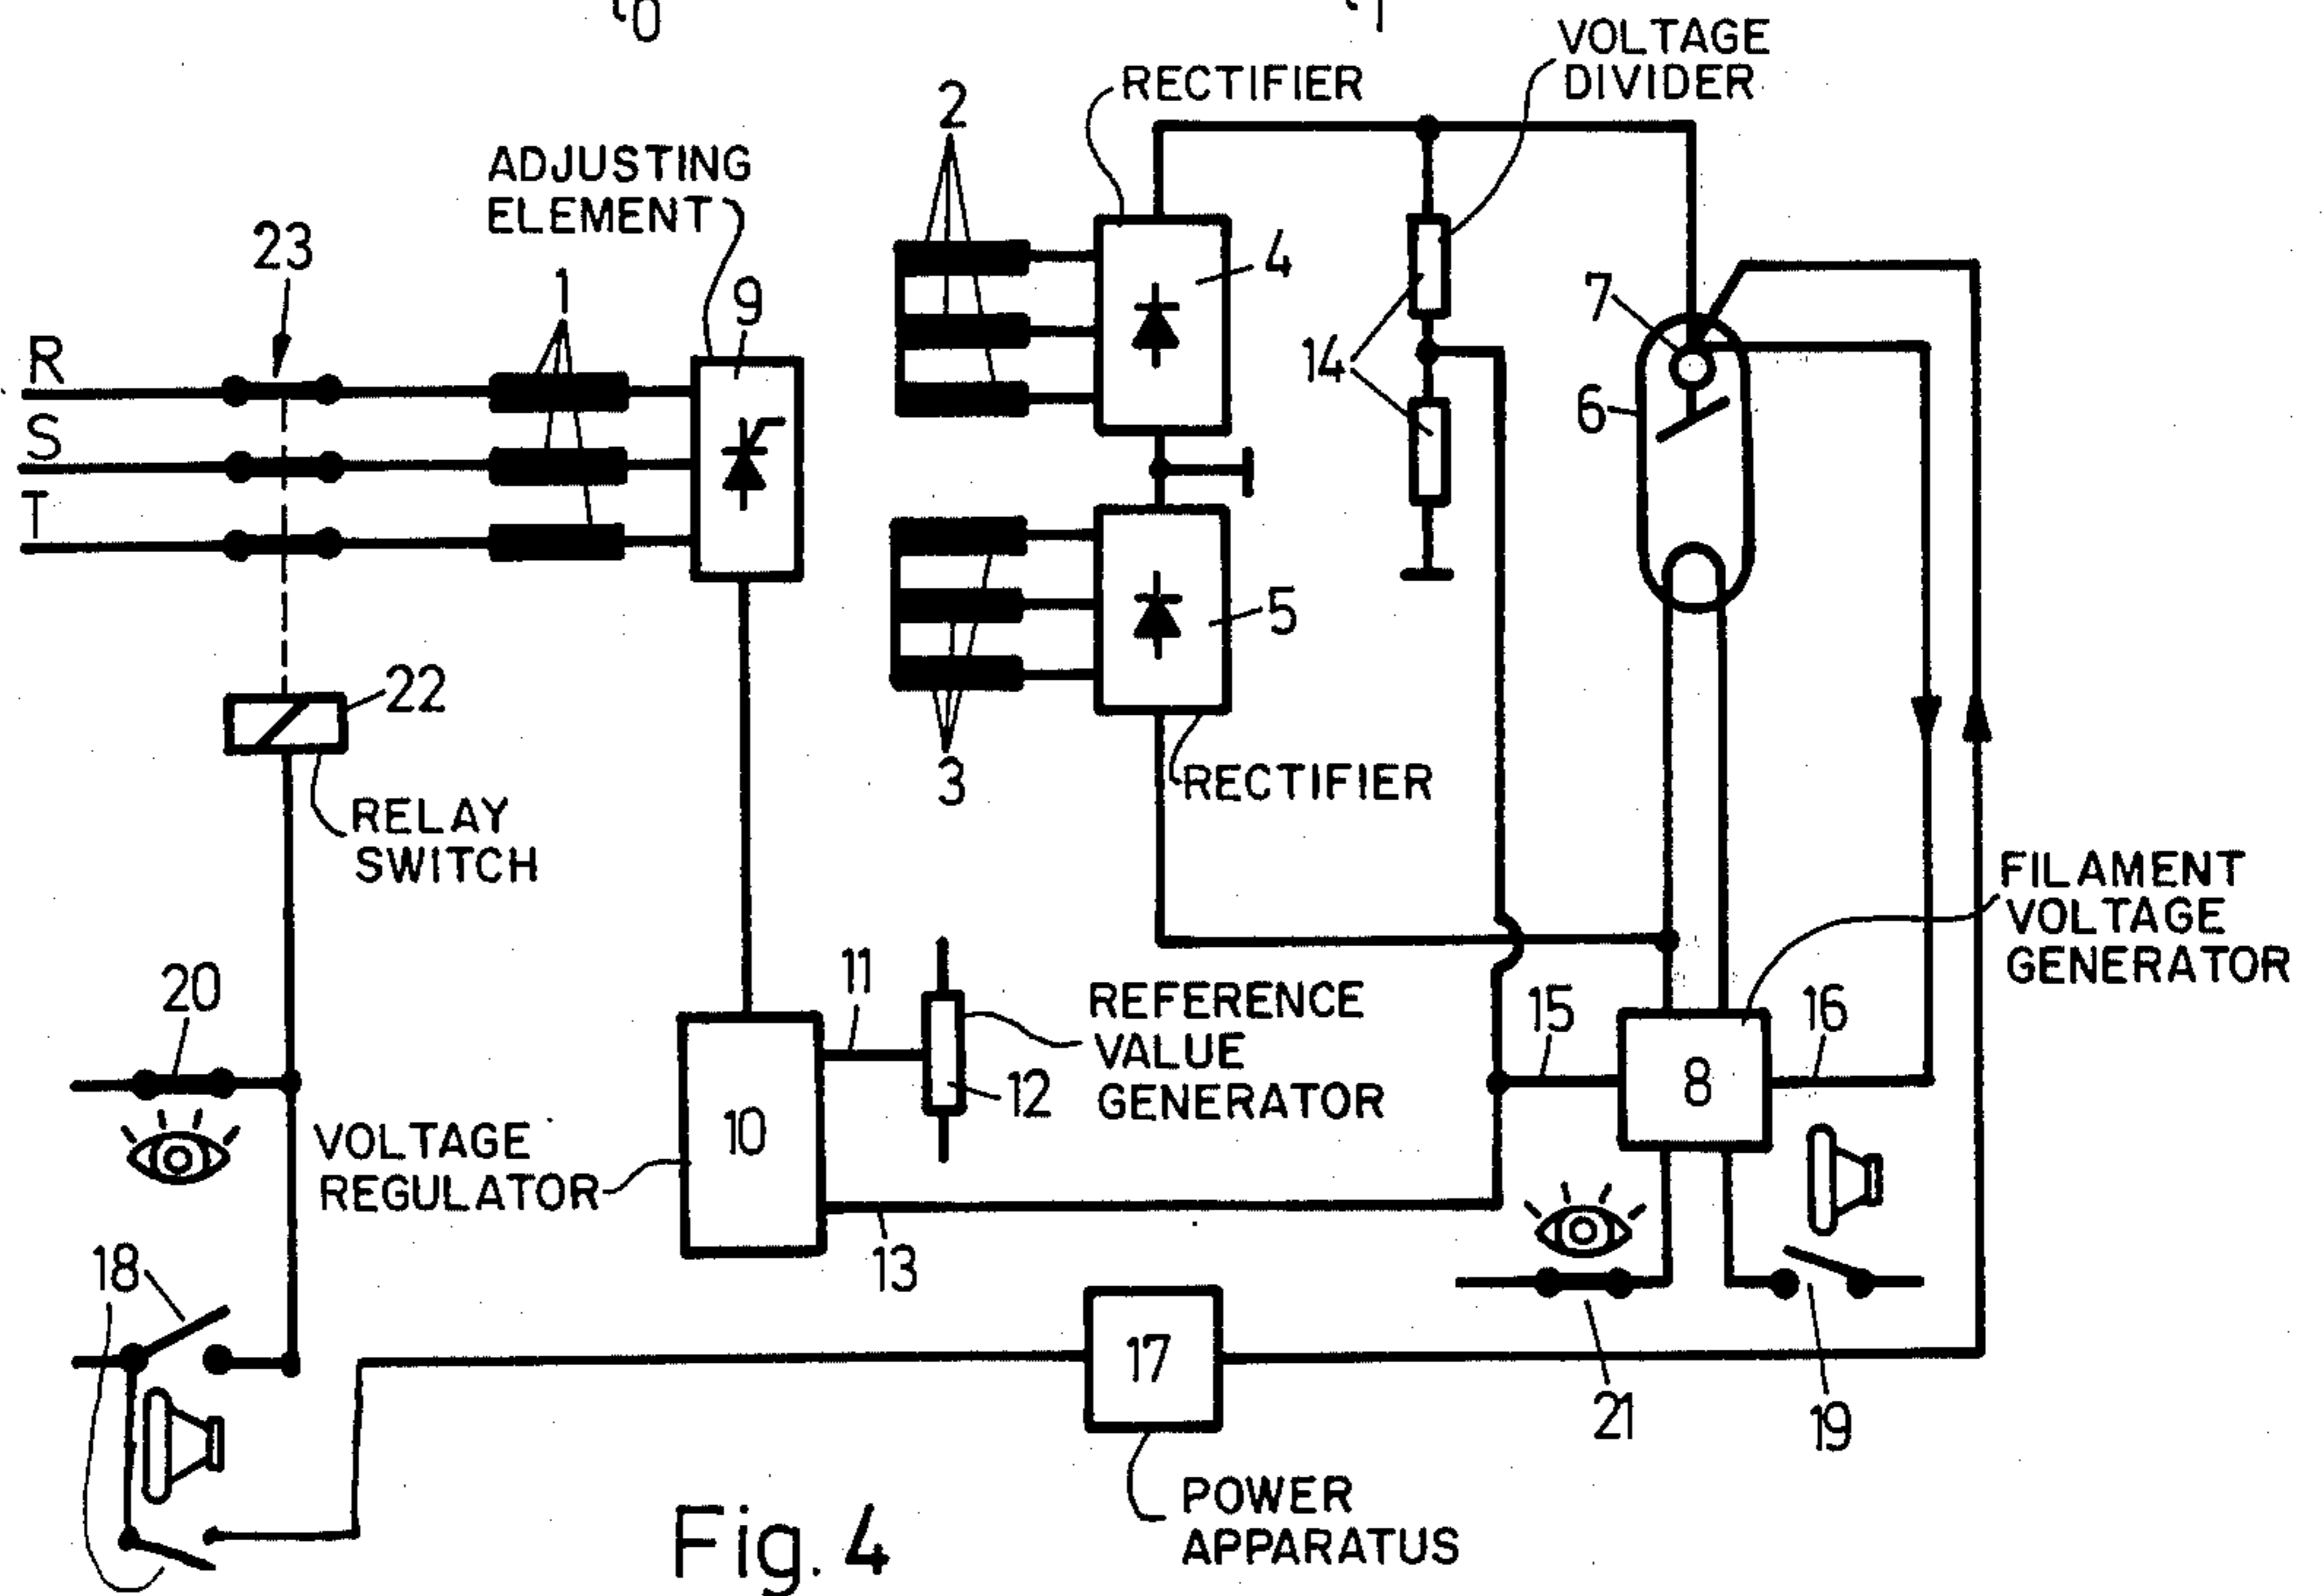 VOLTAGE
DIVIDER
RECTIFIER
2
ADJUSTING
ELEMENT
23
1
9
4
7
R
14
6
S
T
5
22
3
RECTIFIER
RELAY
SWITCH
FILAMENT
VOLTAGE
GENERATOR
20
11
REFERENCE
VALUE
GENERATOR
15
16
8
12
10
VOLTAGE
REGULATOR
13
18
17
21
19
POWER
APPARATUS
Fig. 4